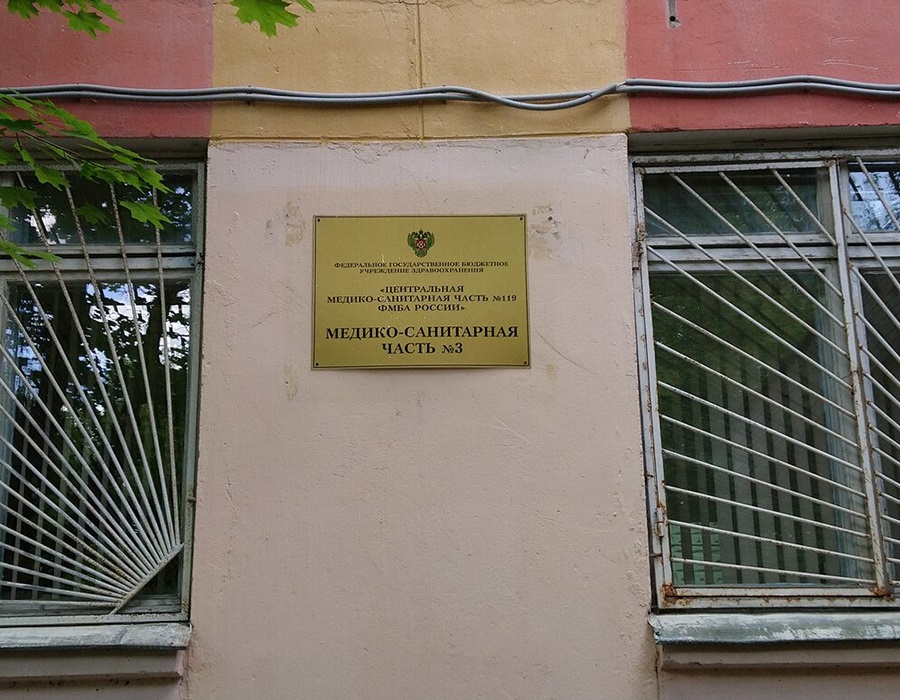 ФЕДЕРАЛЬНОЕ ГОСУДАРСТВЕННОЕ БЮДЖЕТНОЕ
УЧРЕЖДЕНИЕ ЗДРАВООХРАНЕНИЯ
«ЦЕНТРАЛЬНАЯ
МЕДИКО-САНИТАРНАЯ ЧАСТЬ №119
ФМБА РОССИИ»
МЕДИКО-САНИТАРНАЯ
ЧАСТЬ №3